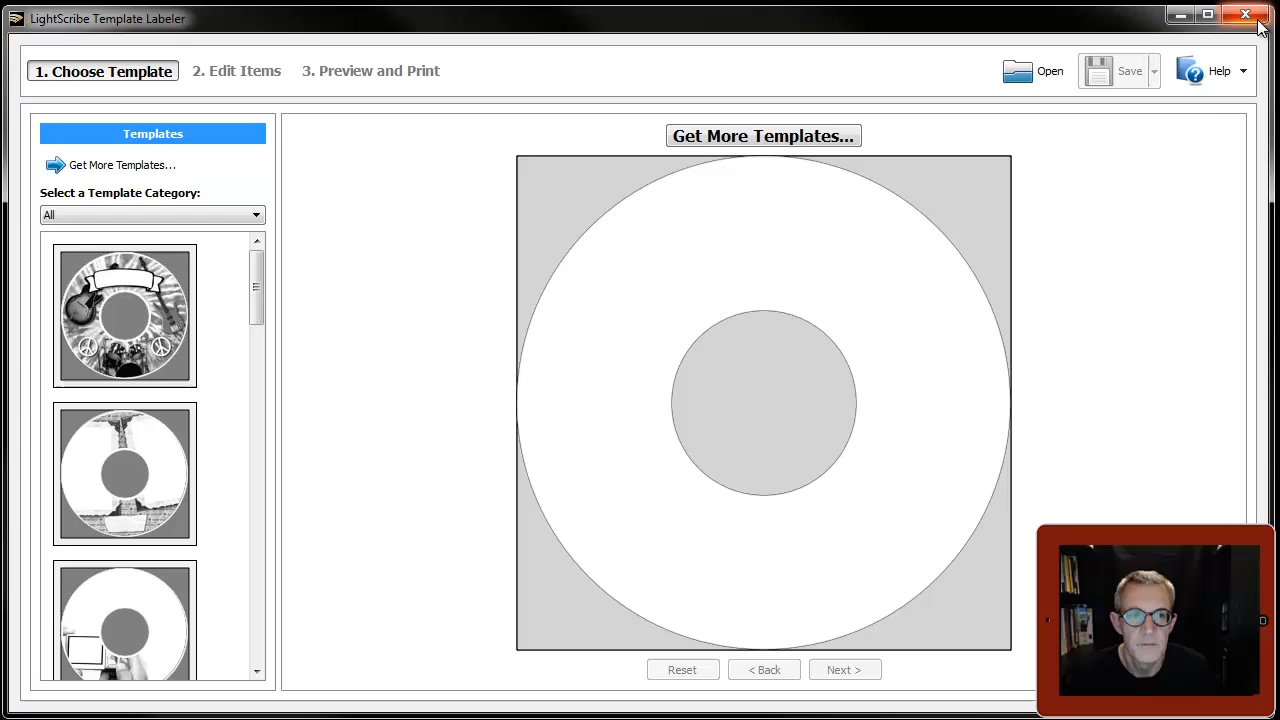 LightScribe Template Labeler
1. Choose Template
2. Edit Items
3. Preview and Print
Open
Save
Help
Templates
Get More Templates...
Select a Template Category:
All
Get More Templates...
Reset
< Back
Next >